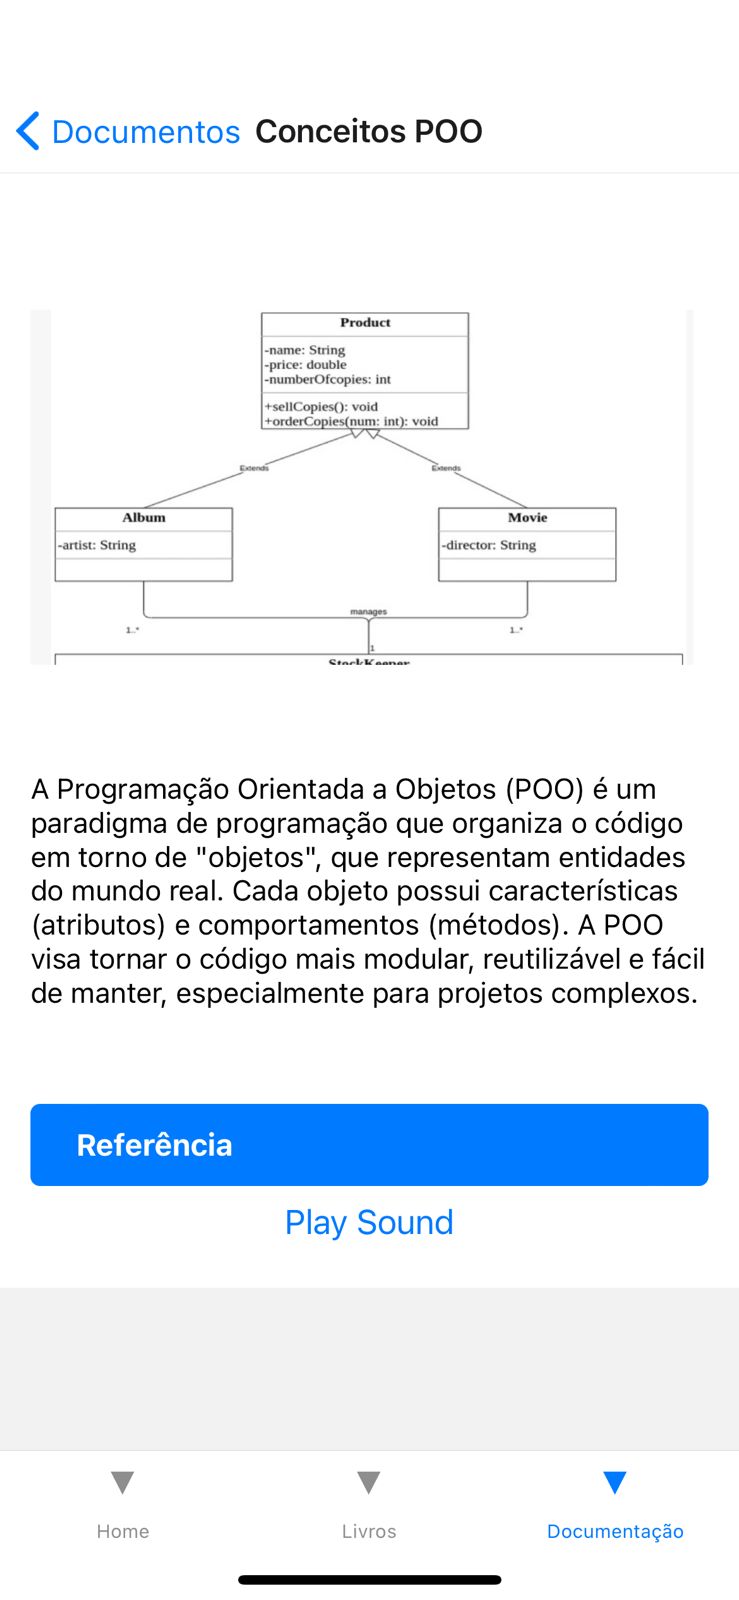 Documentos Conceitos POO
Product
-name: String
-price: double
-numberOfcopies: int
+sellCopies(): void
+orderCopies(num: int): void
Extends Extends
Album Movie
-artist: String -director: String
manages
1..* 1..*
1
StockKeeper
A Programação Orientada a Objetos (POO) é um
paradigma de programação que organiza o código
em torno de "objetos", que representam entidades
do mundo real. Cada objeto possui características
(atributos) e comportamentos (métodos). A POO
visa tornar o código mais modular, reutilizável e fácil
de manter, especialmente para projetos complexos.
Referência
Play Sound
Home Livros Documentação